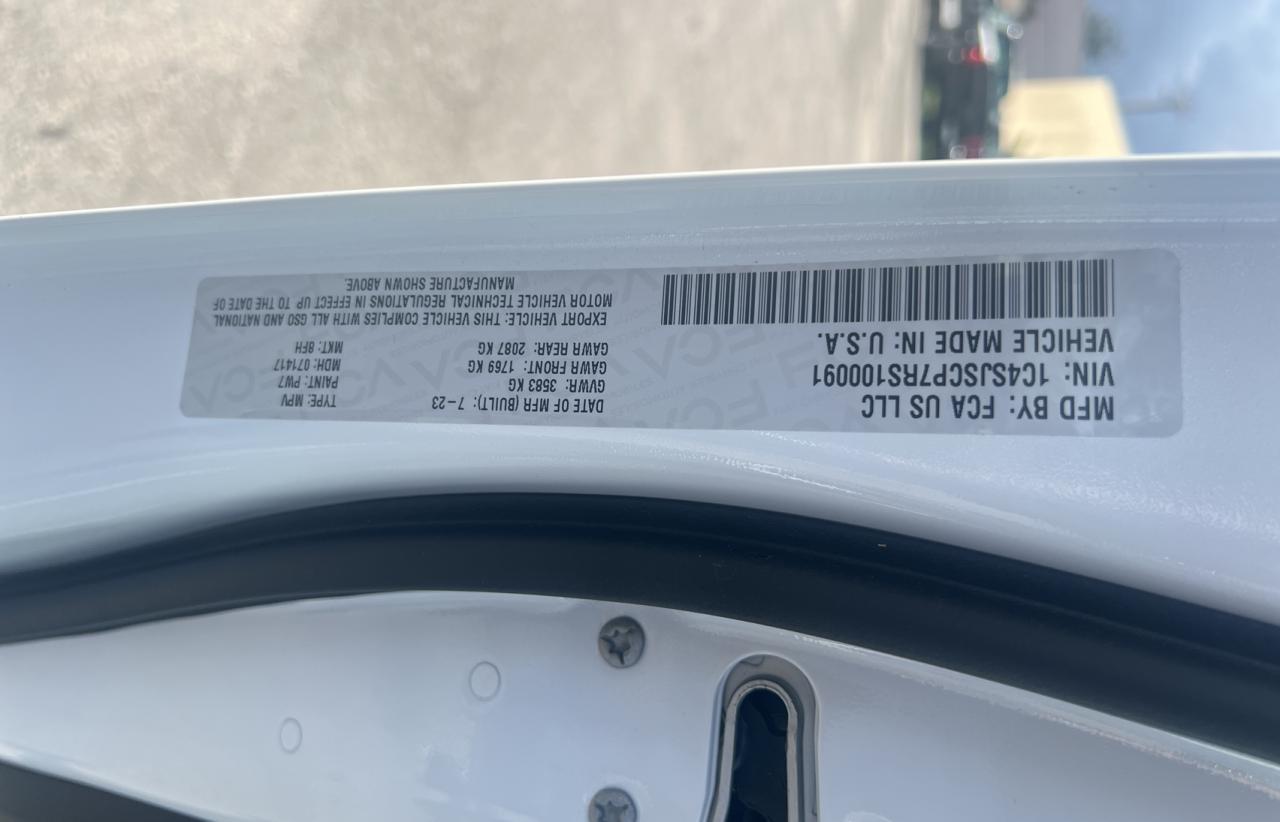 MFD BY: FCA US LLC
VIN: 1C4SJSCP7RS100091
VEHICLE MADE IN: U.S.A.
DATE OF MFR (BUILT): 7-23
GVWR: 3583 KG
GAWR FRONT: 1769 KG
GAWR REAR: 2087 KG
TYPE: MPV
PAINT: PW7
MDH: 071417
MKT: 8FH
EXPORT VEHICLE: THIS VEHICLE COMPLIES WITH ALL GSO AND NATIONAL
MOTOR VEHICLE TECHNICAL REGULATIONS IN EFFECT UP TO THE DATE OF
MANUFACTURE SHOWN ABOVE.